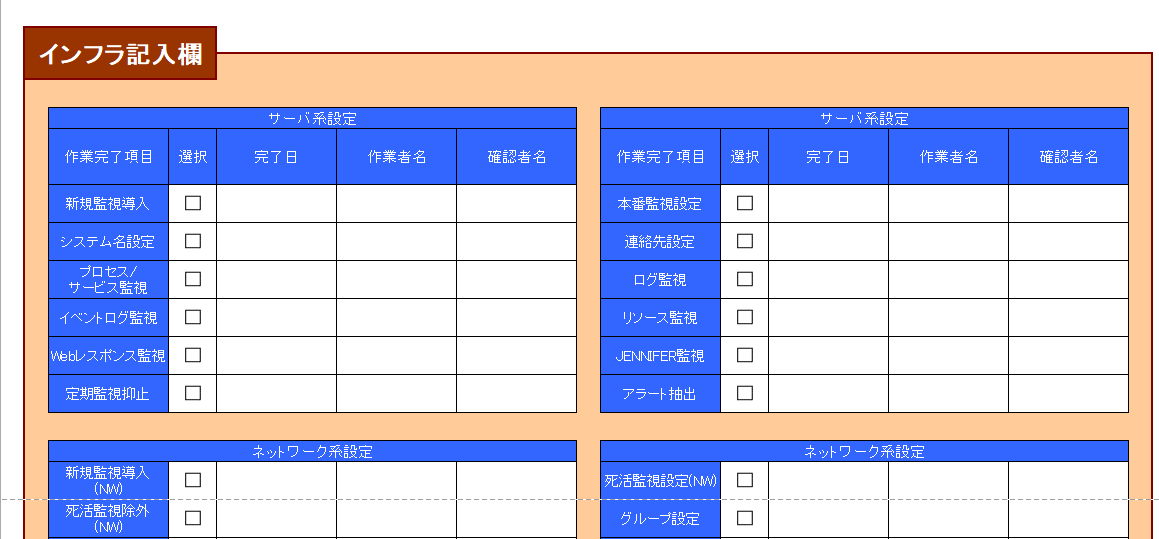 インフラ記入欄
サーバ系設定
作業完了項目 選択 完了日 作業者名 確認者名
新規監視導入 □
システム名設定 □
プロセス/
サービス監視 □
イベントログ監視 □
Webレスポンス監視 □
定期監視抑止 □
サーバ系設定
作業完了項目 選択 完了日 作業者名 確認者名
本番監視設定 □
連絡先設定 □
ログ監視 □
リソース監視 □
JENNIFER監視 □
アラート抽出 □
ネットワーク系設定
新規監視導入
(NW) □
死活監視除外
(NW) □
ネットワーク系設定
死活監視設定(NW) □
グループ設定 □